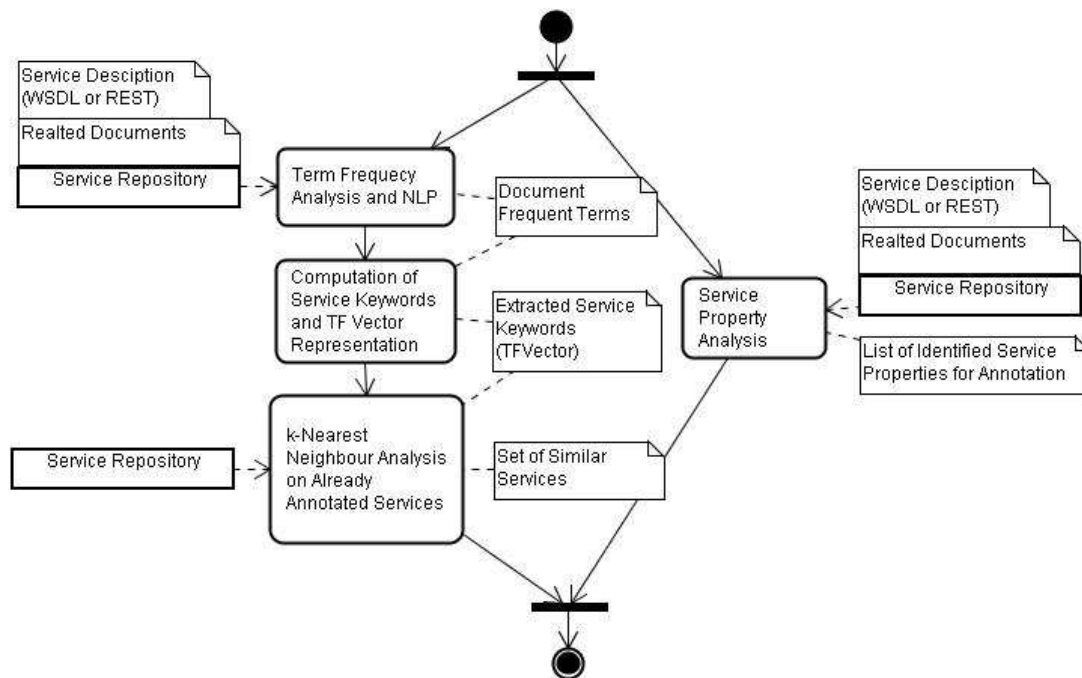 Service Desciption
(WSDL or REST)
Realted Documents
Service Repository
Term Frequecy
Analysis and NLP
Document
Frequent Terms
Computation of
Service Keywords
and TF Vector
Representation
Extracted Service
Keywords
(TFVector)
k-Nearest
Neighbour Analysis
on Already
Annotated Services
Service Repository
Set of Similar
Services
Service
Property
Analysis
Service Desciption
(WSDL or REST)
Realted Documents
Service Repository
List of Identified Service
Properties for Annotation